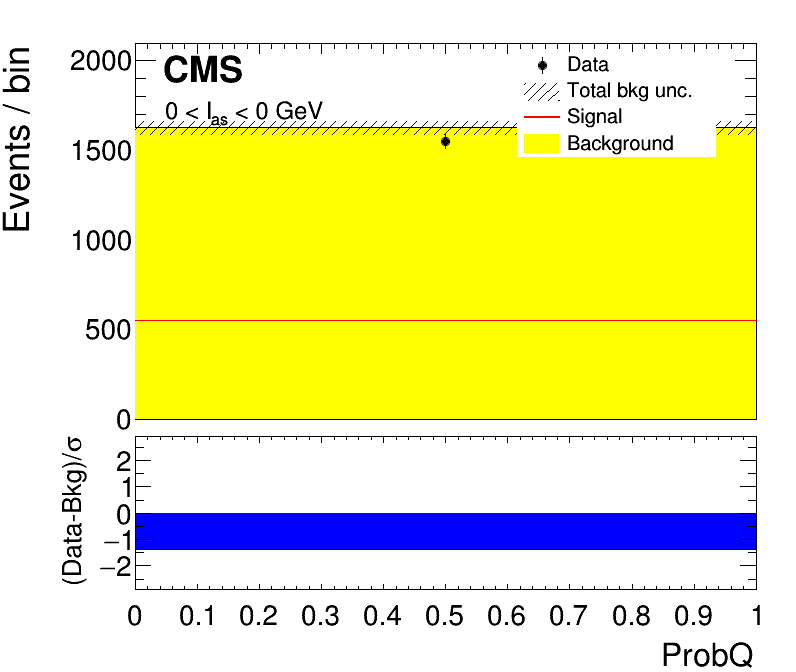 Events / bin
2000
1500
1000
500
0
CMS
0 < I_as < 0 GeV
Data
Total bkg unc.
Signal
Background
(Data-Bkg)/σ
2
1
0
−1
−2
0 0.1 0.2 0.3 0.4 0.5 0.6 0.7 0.8 0.9 1
ProbQ